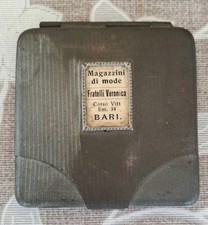 Magazzini
di mode
Fratelli Veronica
Corso Vitt
Em. 34
BARI.